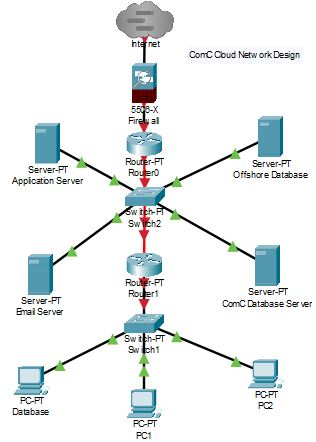 Internet
ComC Cloud Network Design
5506-X
Firewall
Router-PT
Router0
Server-PT
Application Server
Server-PT
Offshore Database
Switch-PT
Switch2
Router-PT
Router1
Server-PT
Email Server
Server-PT
ComC Database Server
Switch-PT
Switch1
PC-PT
Database
PC-PT
PC1
PC-PT
PC2